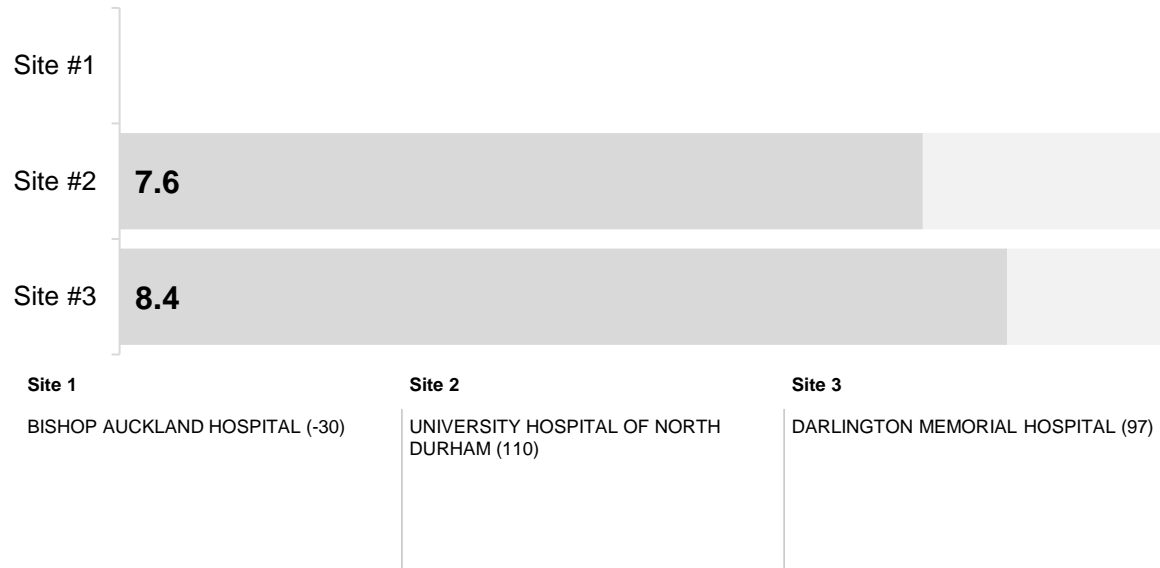 Site #1
Site #2
7.6
Site #3
8.4
Site 1
Site 2
Site 3
BISHOP AUCKLAND HOSPITAL (-30)
UNIVERSITY HOSPITAL OF NORTH
DURHAM (110)
DARLINGTON MEMORIAL HOSPITAL (97)